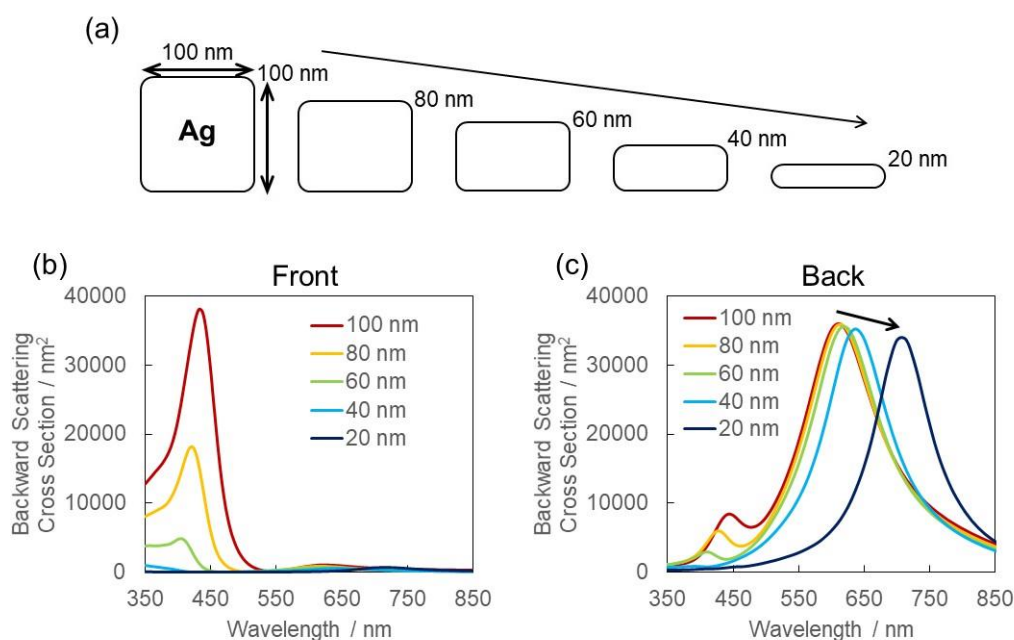 (a)
100 nm
100 nm
Ag
80 nm
60 nm
40 nm
20 nm
(b)
Front
Backward Scattering
Cross Section / nm²
40000
30000
20000
10000
0
100 nm
80 nm
60 nm
40 nm
20 nm
350 450 550 650 750 850
Wavelength / nm
(c)
Back
Backward Scattering
Cross Section / nm²
40000
30000
20000
10000
0
100 nm
80 nm
60 nm
40 nm
20 nm
350 450 550 650 750 850
Wavelength / nm